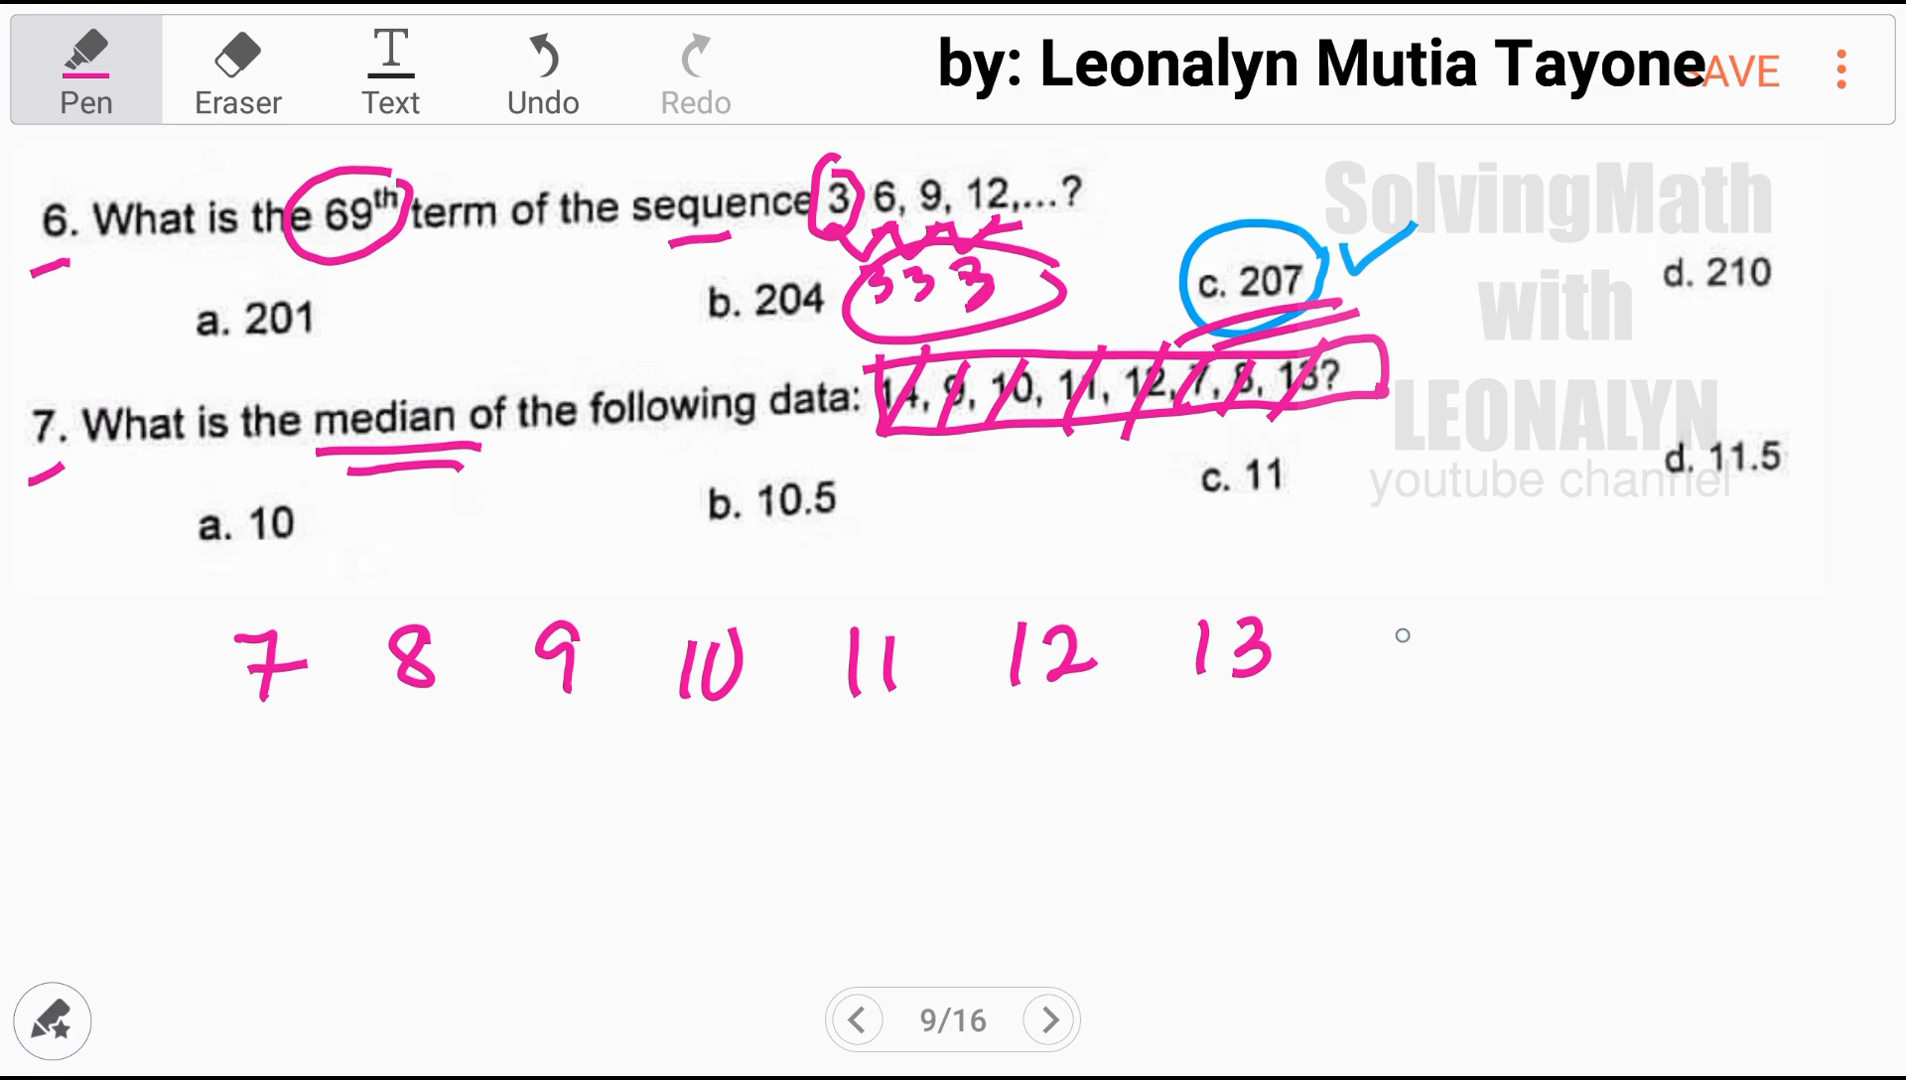 by: Leonalyn Mutia Tayone
AVE
Pen
Eraser
Text
Undo
Redo
SolvingMath
with
LEONALYN
youtube channel
6. What is the 69th term of the sequence 3, 6, 9, 12,...?
3 3 3
a. 201 b. 204 c. 207 d. 210
7. What is the median of the following data: 14, 9, 10, 11, 12, 7, 8, 13?
a. 10 b. 10.5 c. 11 d. 11.5
7 8 9 10 11 12 13
9/16